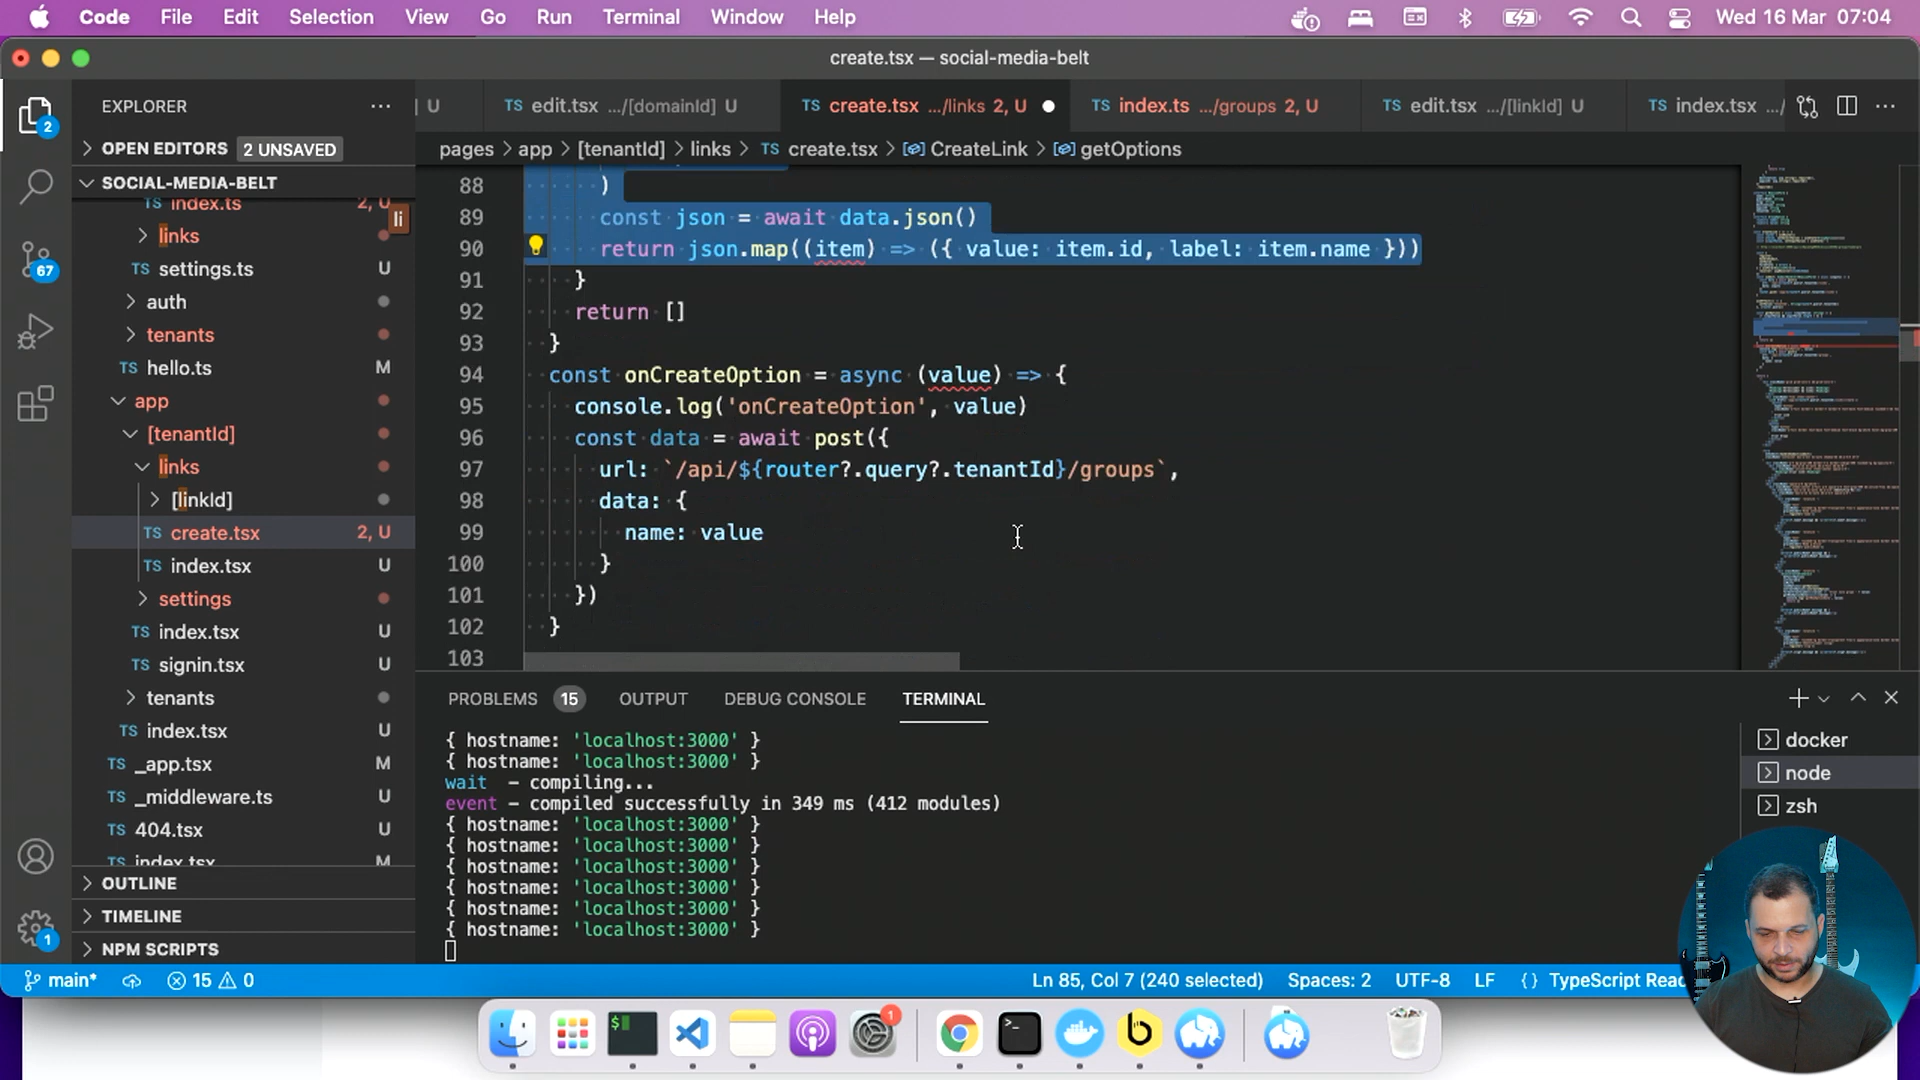 Code File Edit Selection View Go Run Terminal Window Help Wed 16 Mar 07:04
create.tsx — social-media-belt
EXPLORER ···
U TS edit.tsx .../[domainId] U TS create.tsx .../links 2, U TS index.ts .../groups 2, U TS edit.tsx .../[linkId] U TS index.tsx .../
OPEN EDITORS 2 UNSAVED
pages > app > [tenantId] > links > TS create.tsx > CreateLink > getOptions
SOCIAL-MEDIA-BELT
index.ts 2, U
li
links
settings.ts U
auth
tenants
TS hello.ts M
app
[tenantId]
links
[linkId]
TS create.tsx 2, U
TS index.tsx U
settings
TS index.tsx U
TS signin.tsx U
tenants
TS index.tsx U
TS _app.tsx M
TS _middleware.ts U
TS 404.tsx U
TS index.tsx M
OUTLINE
TIMELINE
NPM SCRIPTS
2
67
1
88 )
89 const json = await data.json()
90 return json.map((item) => ({ value: item.id, label: item.name }))
91 }
92 return []
93 }
94 const onCreateOption = async (value) => {
95 console.log('onCreateOption', value)
96 const data = await post({
97 url: `/api/${router?.query?.tenantId}/groups`,
98 data: {
99 name: value
100 }
101 })
102 }
103
PROBLEMS 15 OUTPUT DEBUG CONSOLE TERMINAL
{ hostname: 'localhost:3000' }
{ hostname: 'localhost:3000' }
wait - compiling...
event - compiled successfully in 349 ms (412 modules)
{ hostname: 'localhost:3000' }
{ hostname: 'localhost:3000' }
{ hostname: 'localhost:3000' }
{ hostname: 'localhost:3000' }
{ hostname: 'localhost:3000' }
{ hostname: 'localhost:3000' }
docker
node
zsh
main* 15 0 Ln 85, Col 7 (240 selected) Spaces: 2 UTF-8 LF {} TypeScript Reac
1